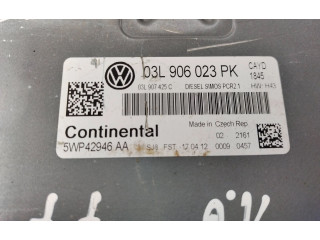 03L 906 023 PK
CAYD
1845
03L 907 425 C DIESEL SIMOS PCR2.1 HW: H43
Continental
Made in Czech Rep.
02 2161
5WP42946 AA FST 12.04.12 0009 0457